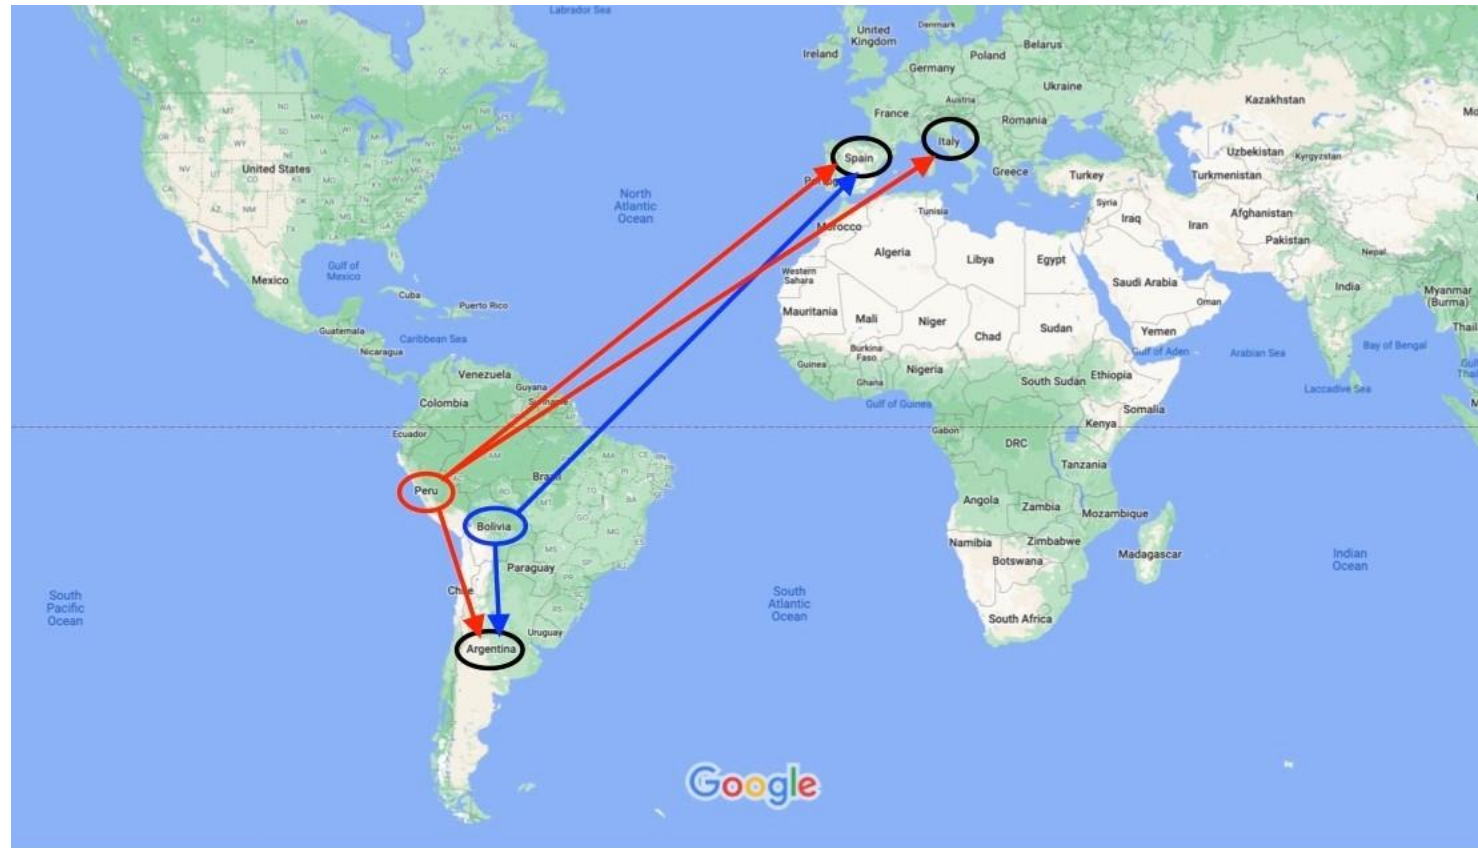 Labrador Sea
United
Kingdom
Denmark
Ireland
Belarus
Poland
Germany
Ukraine
Kazakhstan
Austria
France
Romania
Italy
Spain
Uzbekistan
Kyrgyzstan
Greece
Turkey
Turkmenistan
United States
North
Atlantic
Ocean
Syria
Tunisia
Iraq
Iran
Afghanistan
Morocco
Pakistan
Algeria
Libya
Egypt
Nepal
Gulf of
Mexico
Mexico
Western
Sahara
Saudi Arabia
India
Myanmar
(Burma)
Cuba
Puerto Rico
Oman
Mauritania
Mali
Niger
Chad
Sudan
Yemen
Guatemala
Caribbean Sea
Nicaragua
Burkina
Faso
Gulf of Aden
Arabian Sea
Bay of Bengal
Guinea
Nigeria
Ethiopia
South Sudan
Ghana
Venezuela
Guyana
Suriname
Colombia
Gulf of Guinea
Laccadive Sea
Somalia
Ecuador
Gabon
Kenya
DRC
Tanzania
Peru
Angola
Zambia
Mozambique
Bolivia
Namibia
Zimbabwe
Botswana
Madagascar
Indian
Ocean
Paraguay
South
Pacific
Ocean
South
Atlantic
Ocean
South Africa
Uruguay
Argentina
Google